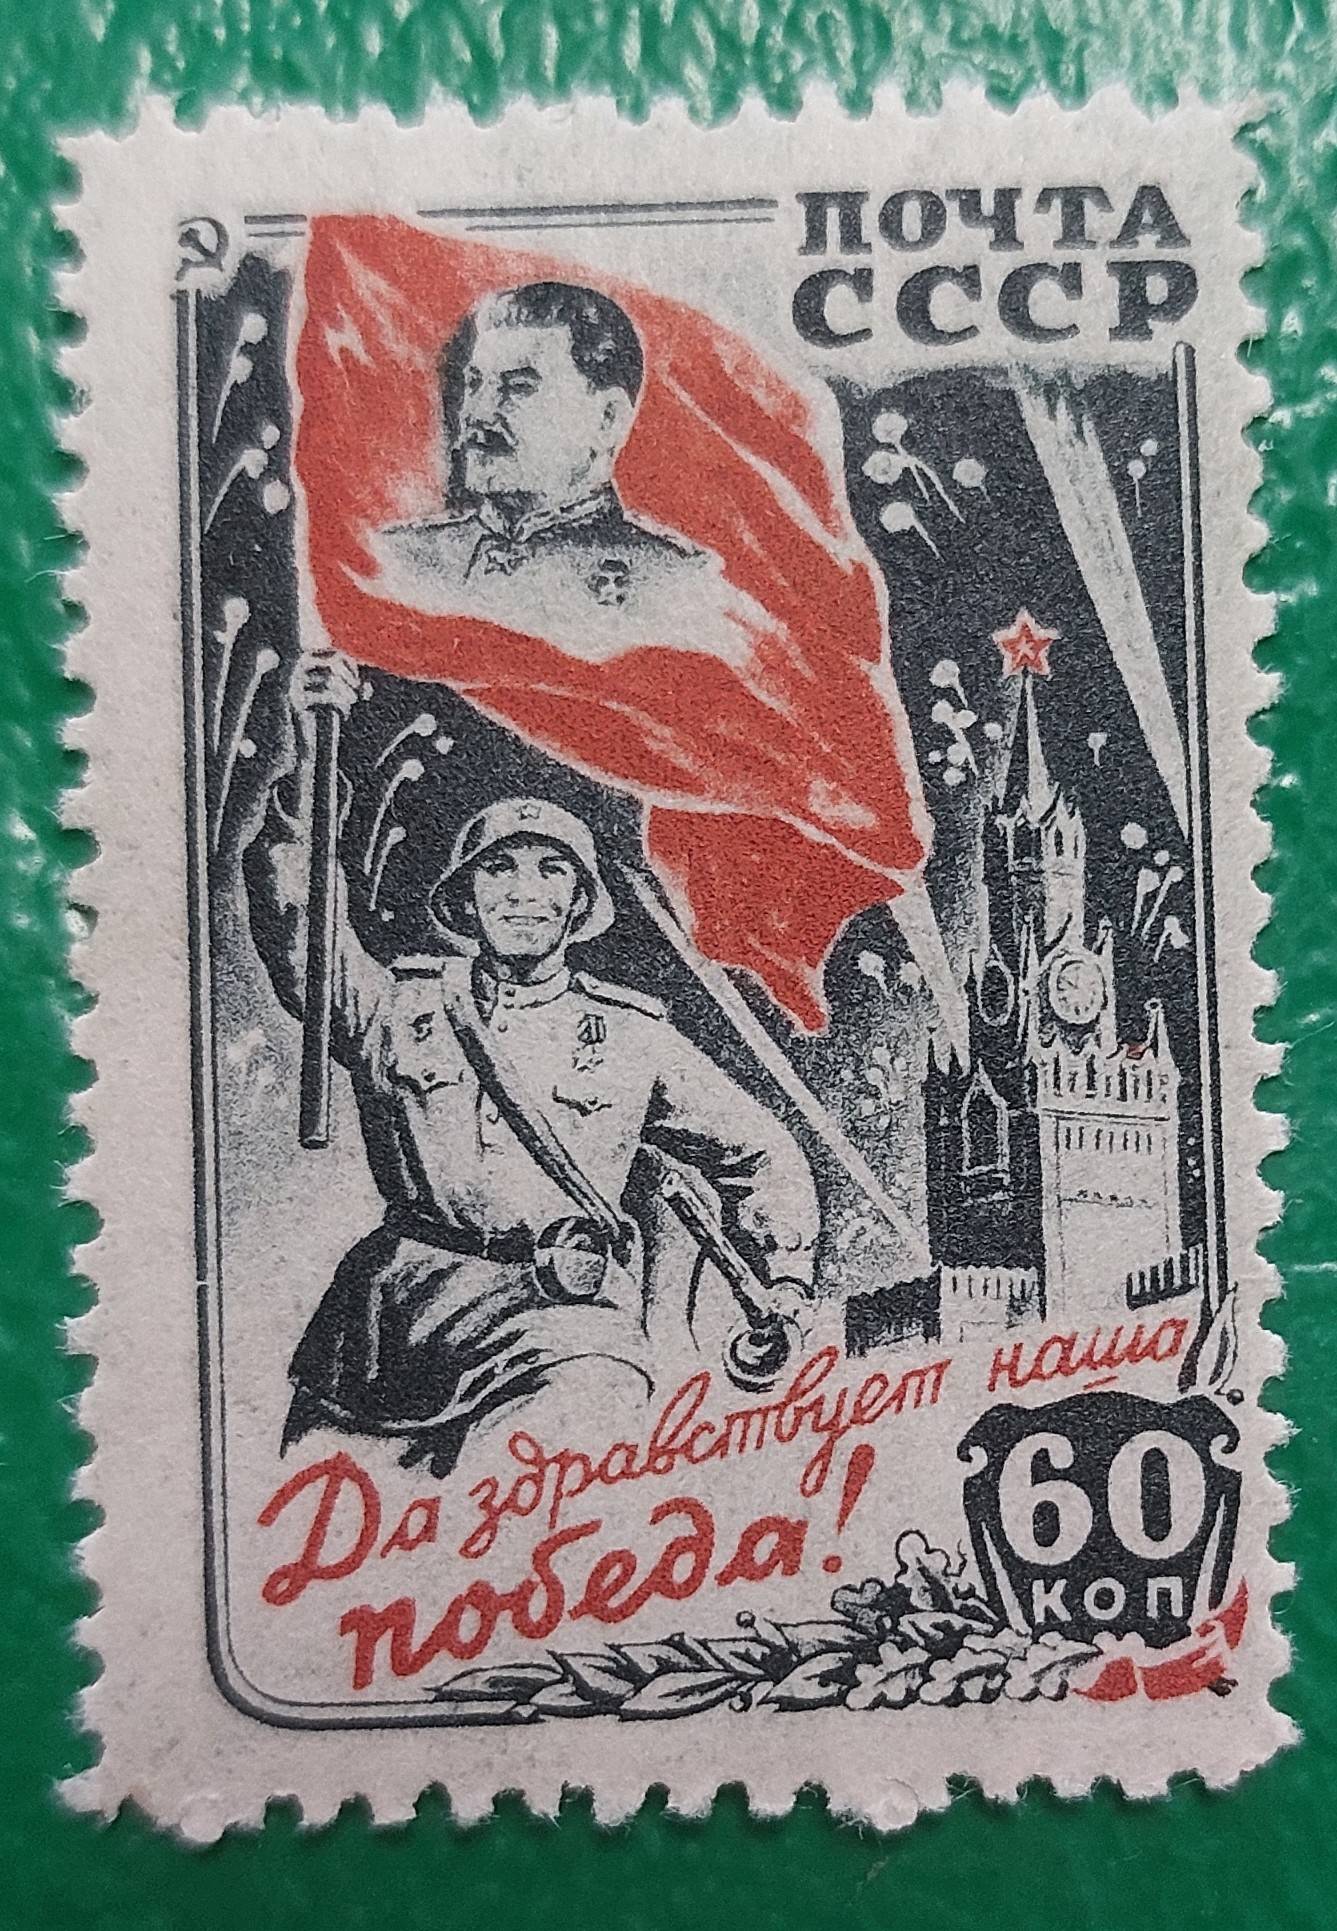 ПОЧТА
СССР
Да здравствует наша
победа!
60
КОП